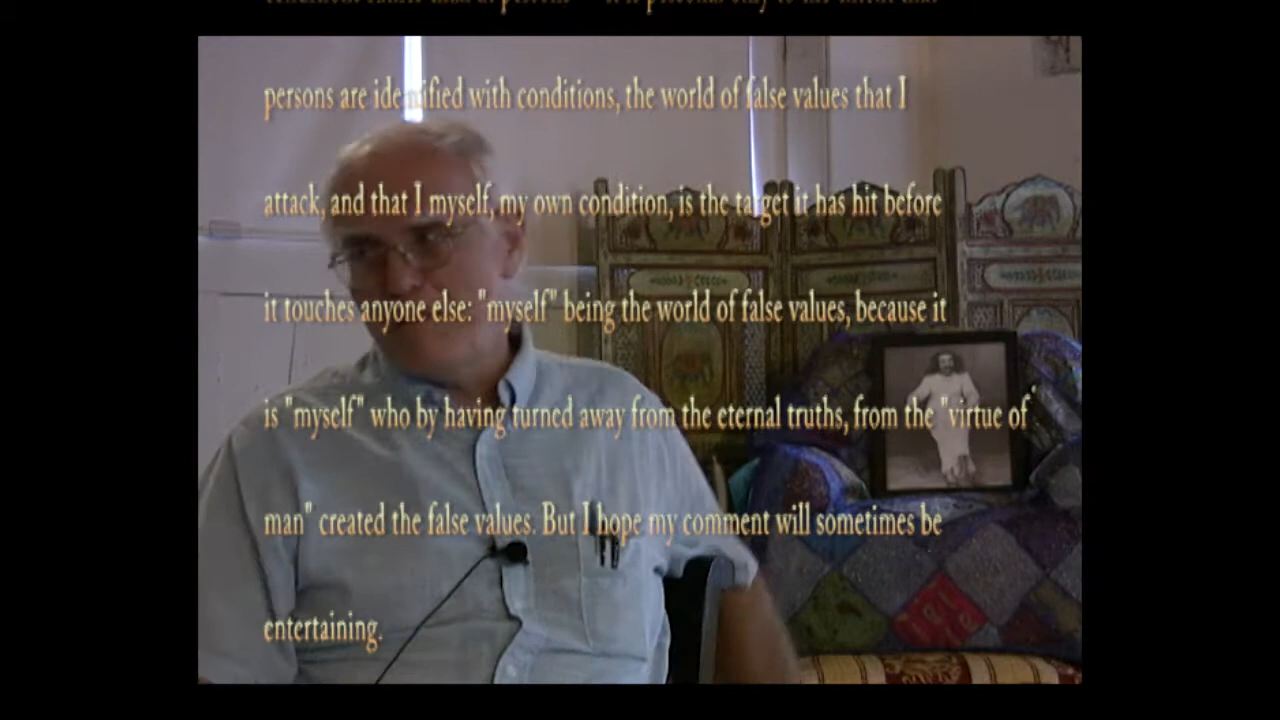 persons are identified with conditions, the world of false values that I
attack, and that I myself, my own condition, is the target it has hit before
it touches anyone else: "myself" being the world of false values, because it
is "myself" who by having turned away from the eternal truths, from the "virtue of
man" created the false values. But I hope my comment will sometimes be
entertaining.